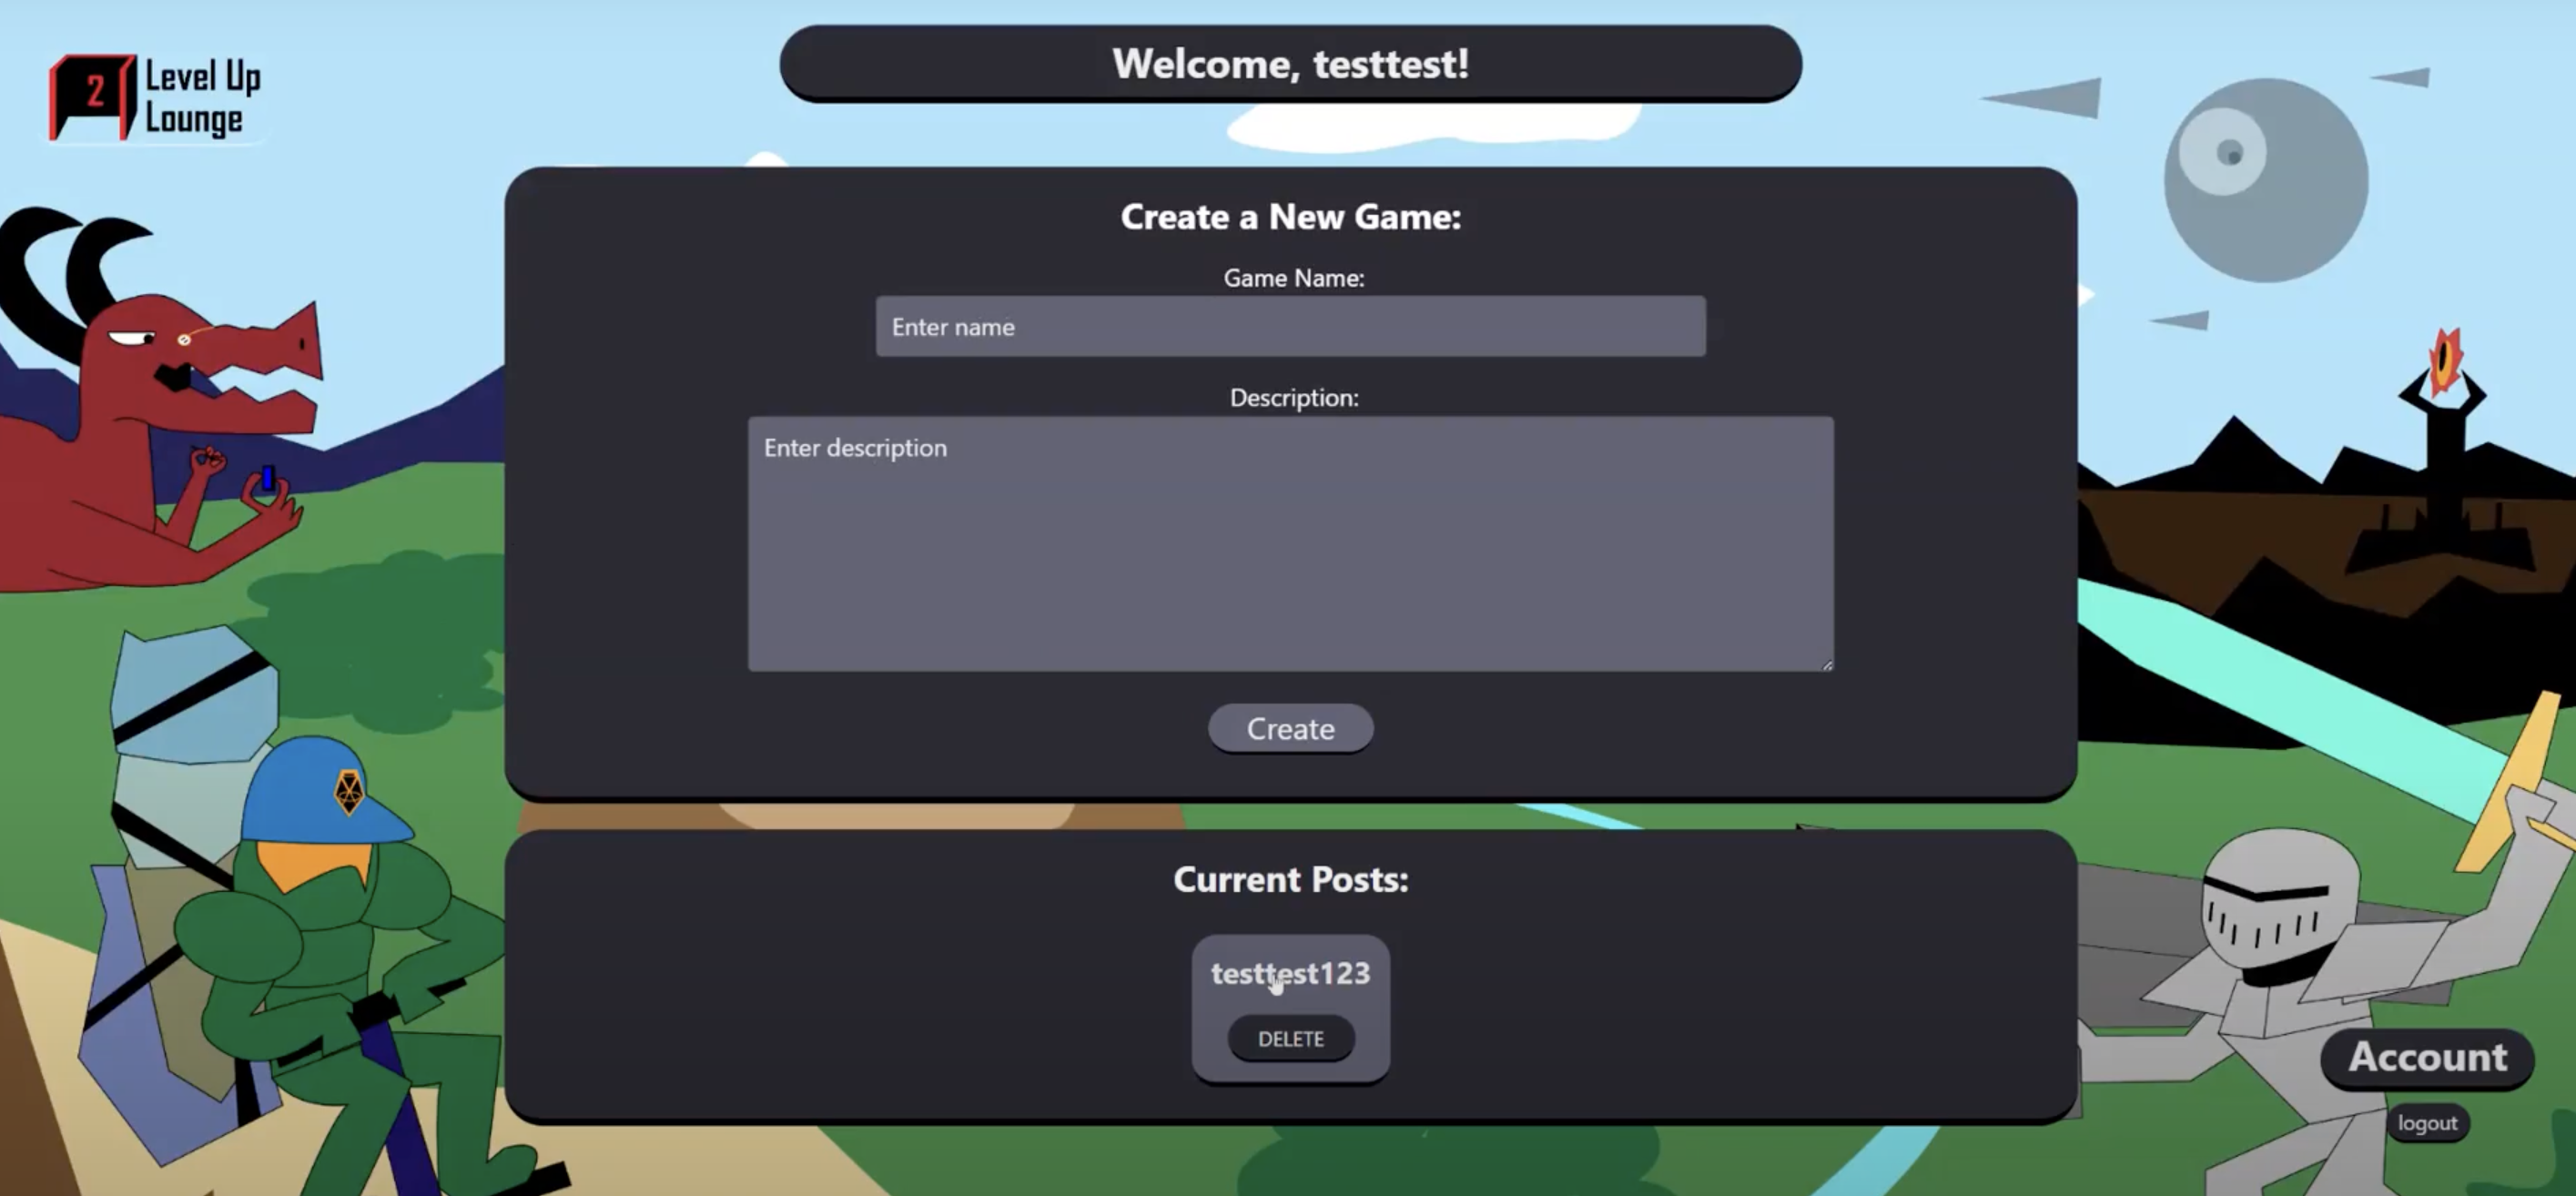 2
Level Up
Lounge
Welcome, testtest!
Create a New Game:
Game Name:
Enter name
Description:
Enter description
Create
Current Posts:
testtest123
DELETE
Account
logout